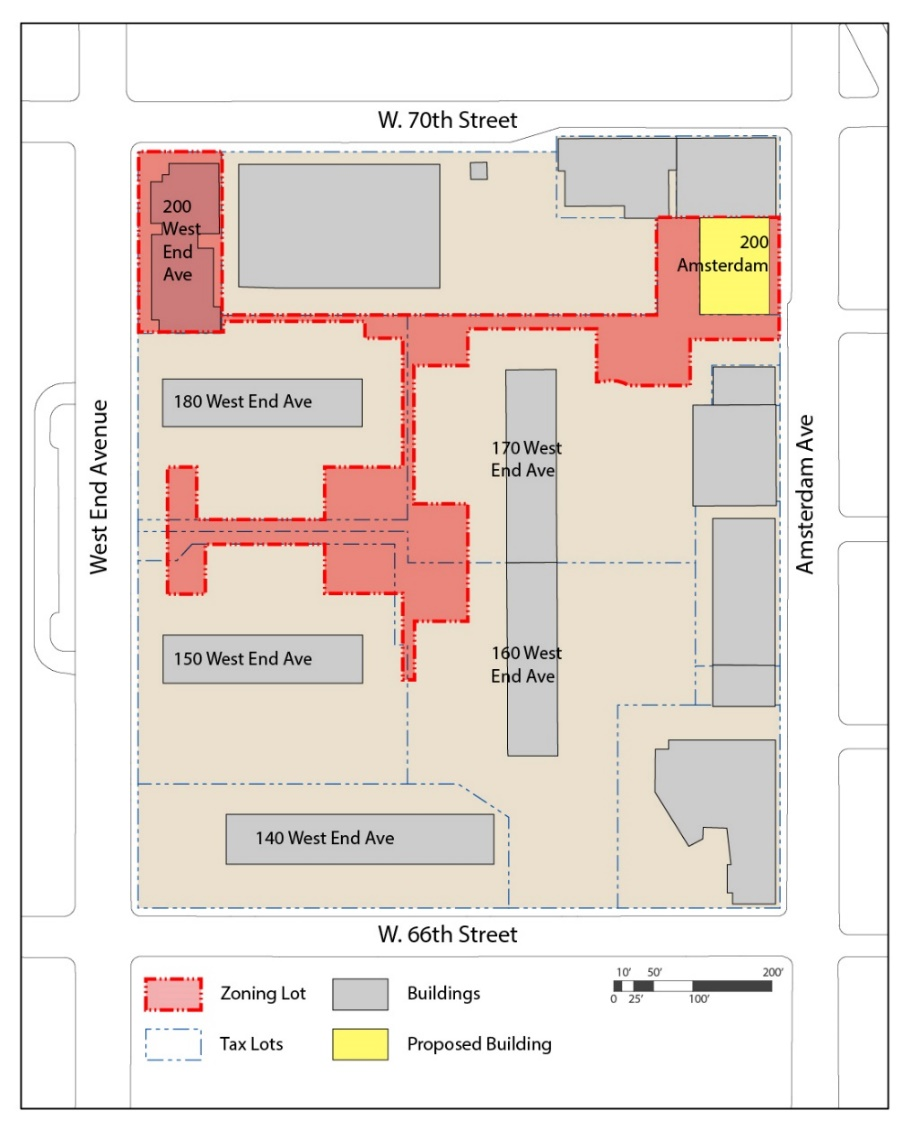 W. 70th Street
200
West
End
Ave
200
Amsterdam
180 West End Ave
170 West
End Ave
West End Avenue
Amsterdam Ave
150 West End Ave
160 West
End Ave
140 West End Ave
W. 66th Street
Zoning Lot
Buildings
10' 50' 200'
0 25' 100'
Tax Lots
Proposed Building